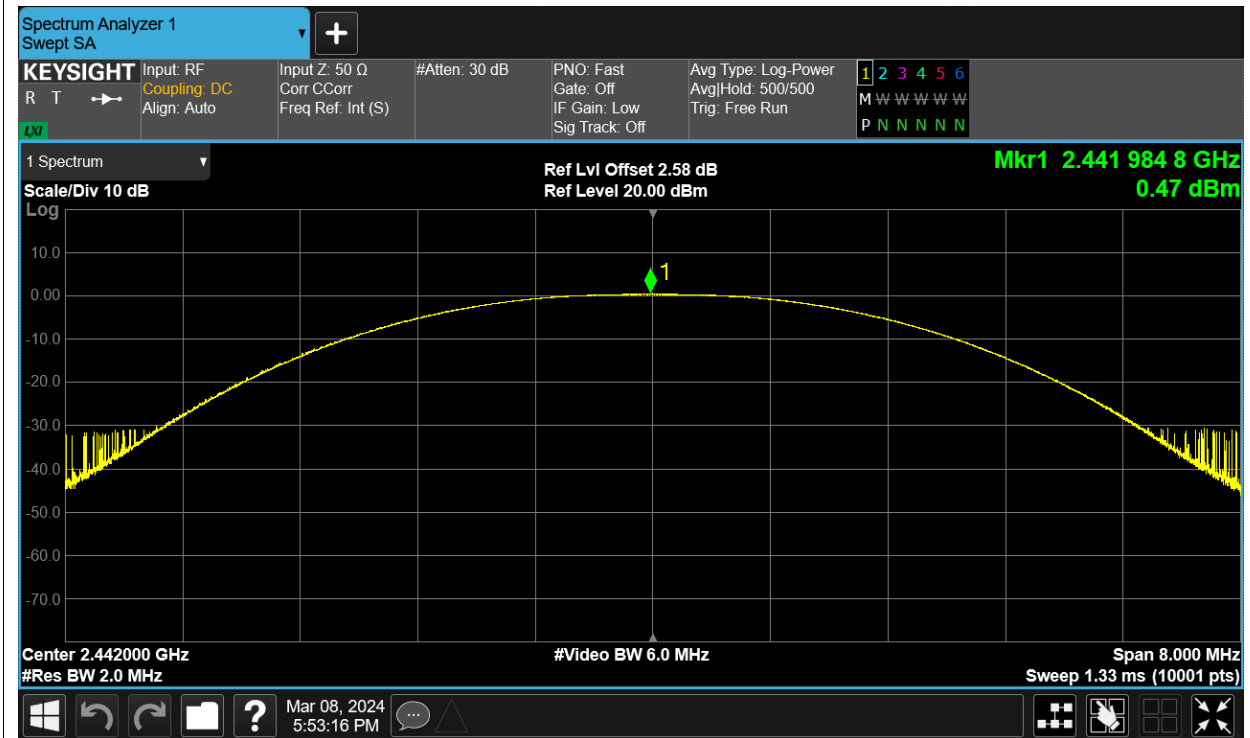 Spectrum Analyzer 1
Swept SA
KEYSIGHT
R T
LXI
Input: RF
Coupling: DC
Align: Auto
Input Z: 50 Ω
Corr CCorr
Freq Ref: Int (S)
#Atten: 30 dB
PNO: Fast
Gate: Off
IF Gain: Low
Sig Track: Off
Avg Type: Log-Power
Avg|Hold: 500/500
Trig: Free Run
1 2 3 4 5 6
M W W W W W
P N N N N N
1 Spectrum
Scale/Div 10 dB
Log
Ref Lvl Offset 2.58 dB
Ref Level 20.00 dBm
Mkr1 2.441 984 8 GHz
0.47 dBm
1
10.0
0.00
-10.0
-20.0
-30.0
-40.0
-50.0
-60.0
-70.0
Center 2.442000 GHz
#Res BW 2.0 MHz
#Video BW 6.0 MHz
Span 8.000 MHz
Sweep 1.33 ms (10001 pts)
?
Mar 08, 2024
5:53:16 PM